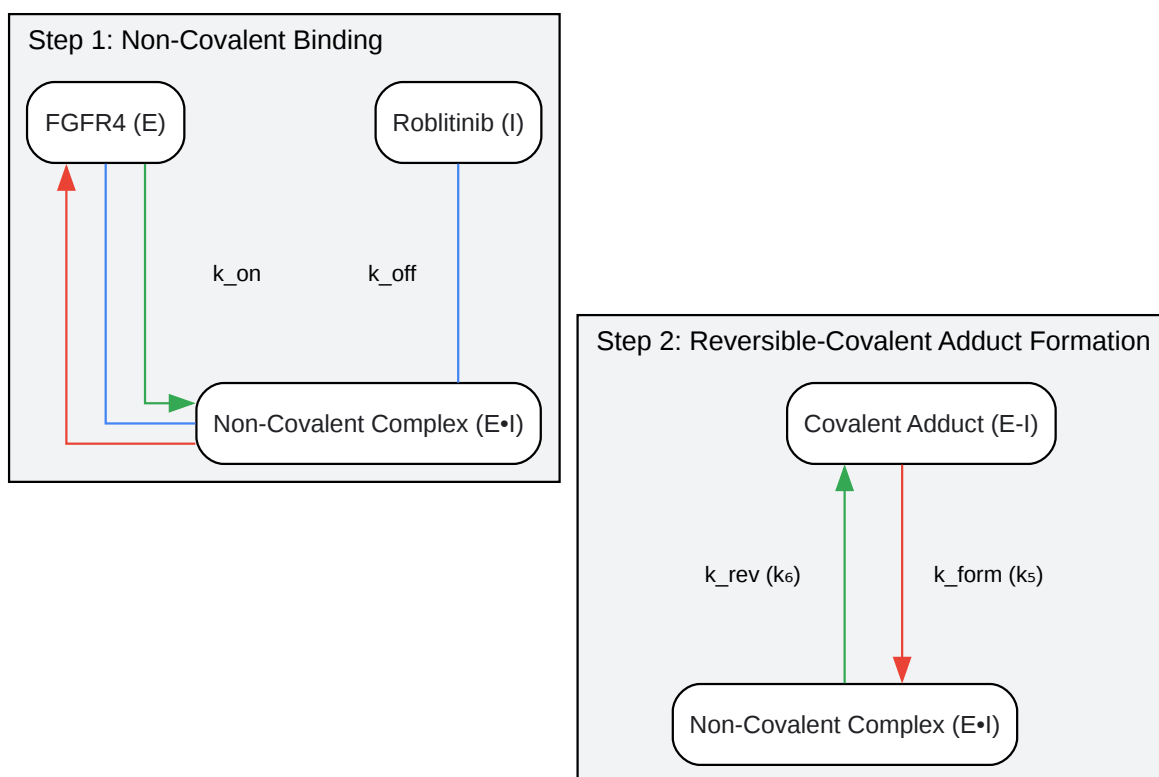 Step 1: Non-Covalent Binding
FGFR4 (E)
Roblitinib (I)
k_on
k_off
Non-Covalent Complex (E•I)
Step 2: Reversible-Covalent Adduct Formation
Covalent Adduct (E-I)
k_rev (k₆)
k_form (k₅)
Non-Covalent Complex (E•I)